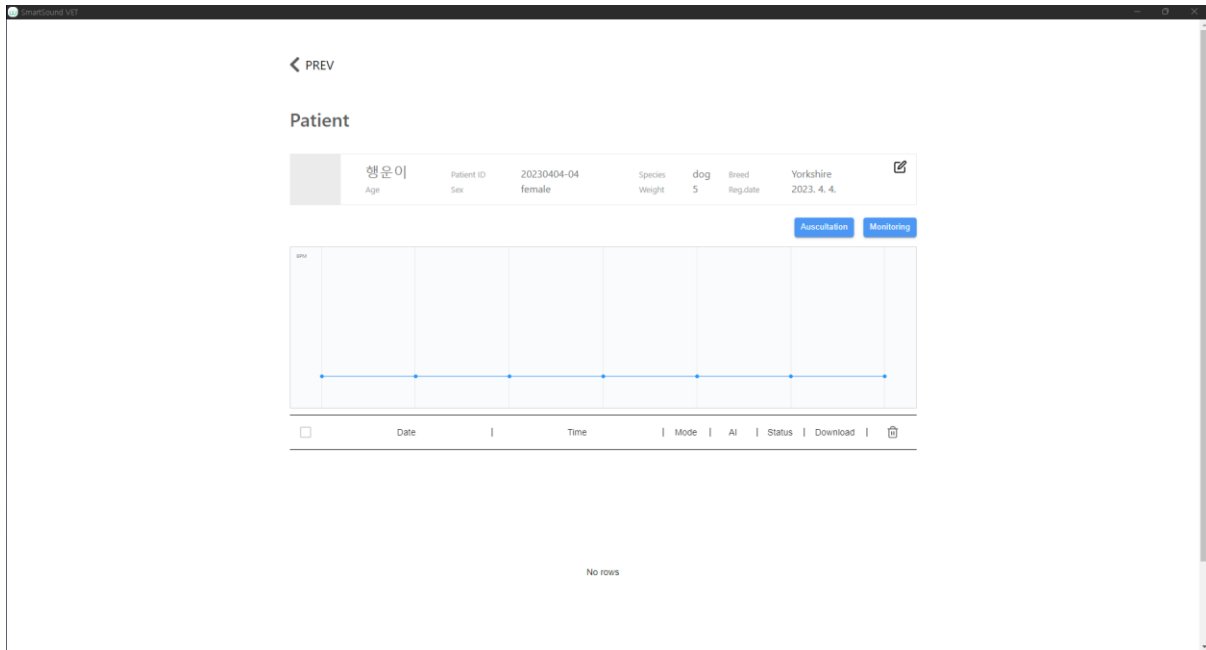 SmartSound VET
PREV
Patient
행운이 Patient ID 20230404-04 Species dog Breed Yorkshire
Age Sex female Weight 5 Reg.date 2023. 4. 4.
Auscultation Monitoring
BPM
Date | Time | Mode | AI | Status | Download |
No rows